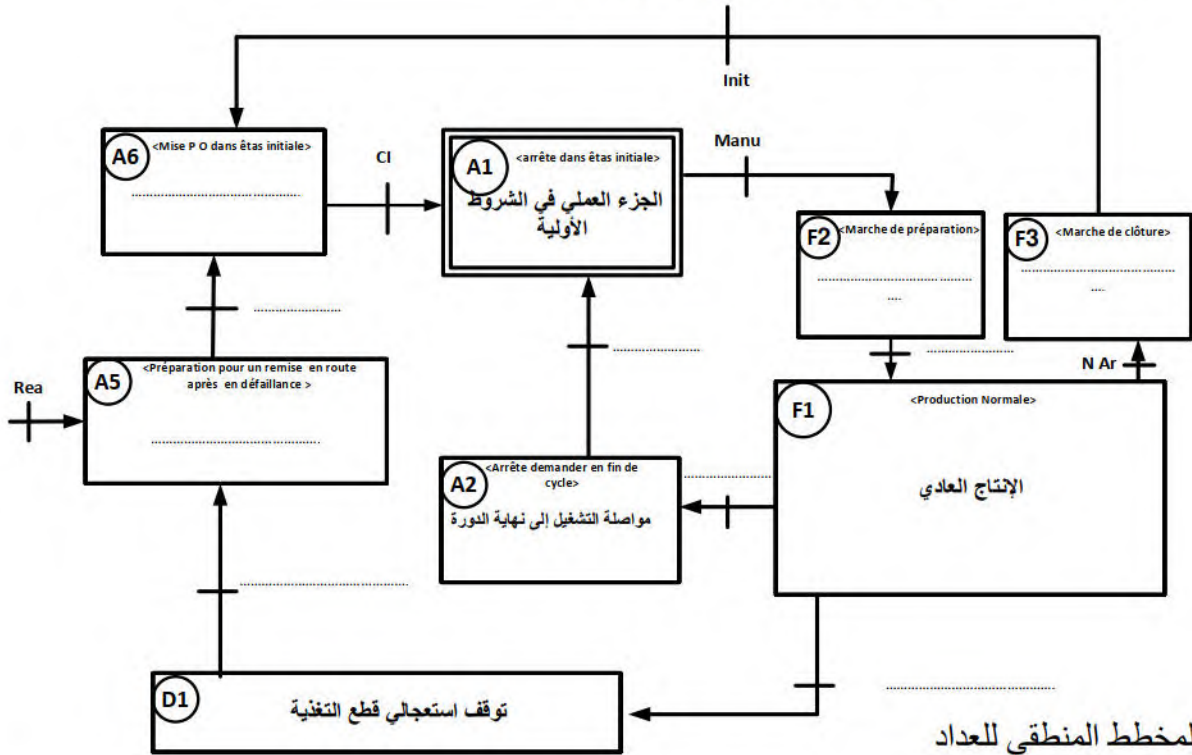 Init
A6
<Mise P O dans êtas initiale>
......................................
CI
A1
<arrête dans êtas initiale>
الجزء العملي في الشروط
الأولية
Manu
F2
<Marche de préparation>
......................................
....
F3
<Marche de clôture>
......................................
....
.......................
........................
.......................
N Ar
Rea
A5
<Préparation pour un remise en route
après en défaillance >
......................................
F1
<Production Normale>
الإنتاج العادي
A2
<Arrête demander en fin de
cycle>
مواصلة التشغيل إلى نهاية الدورة
........................
......................................
D1
توقف استعجالي قطع التغذية
......................................
لمخطط المنطقي للعداد